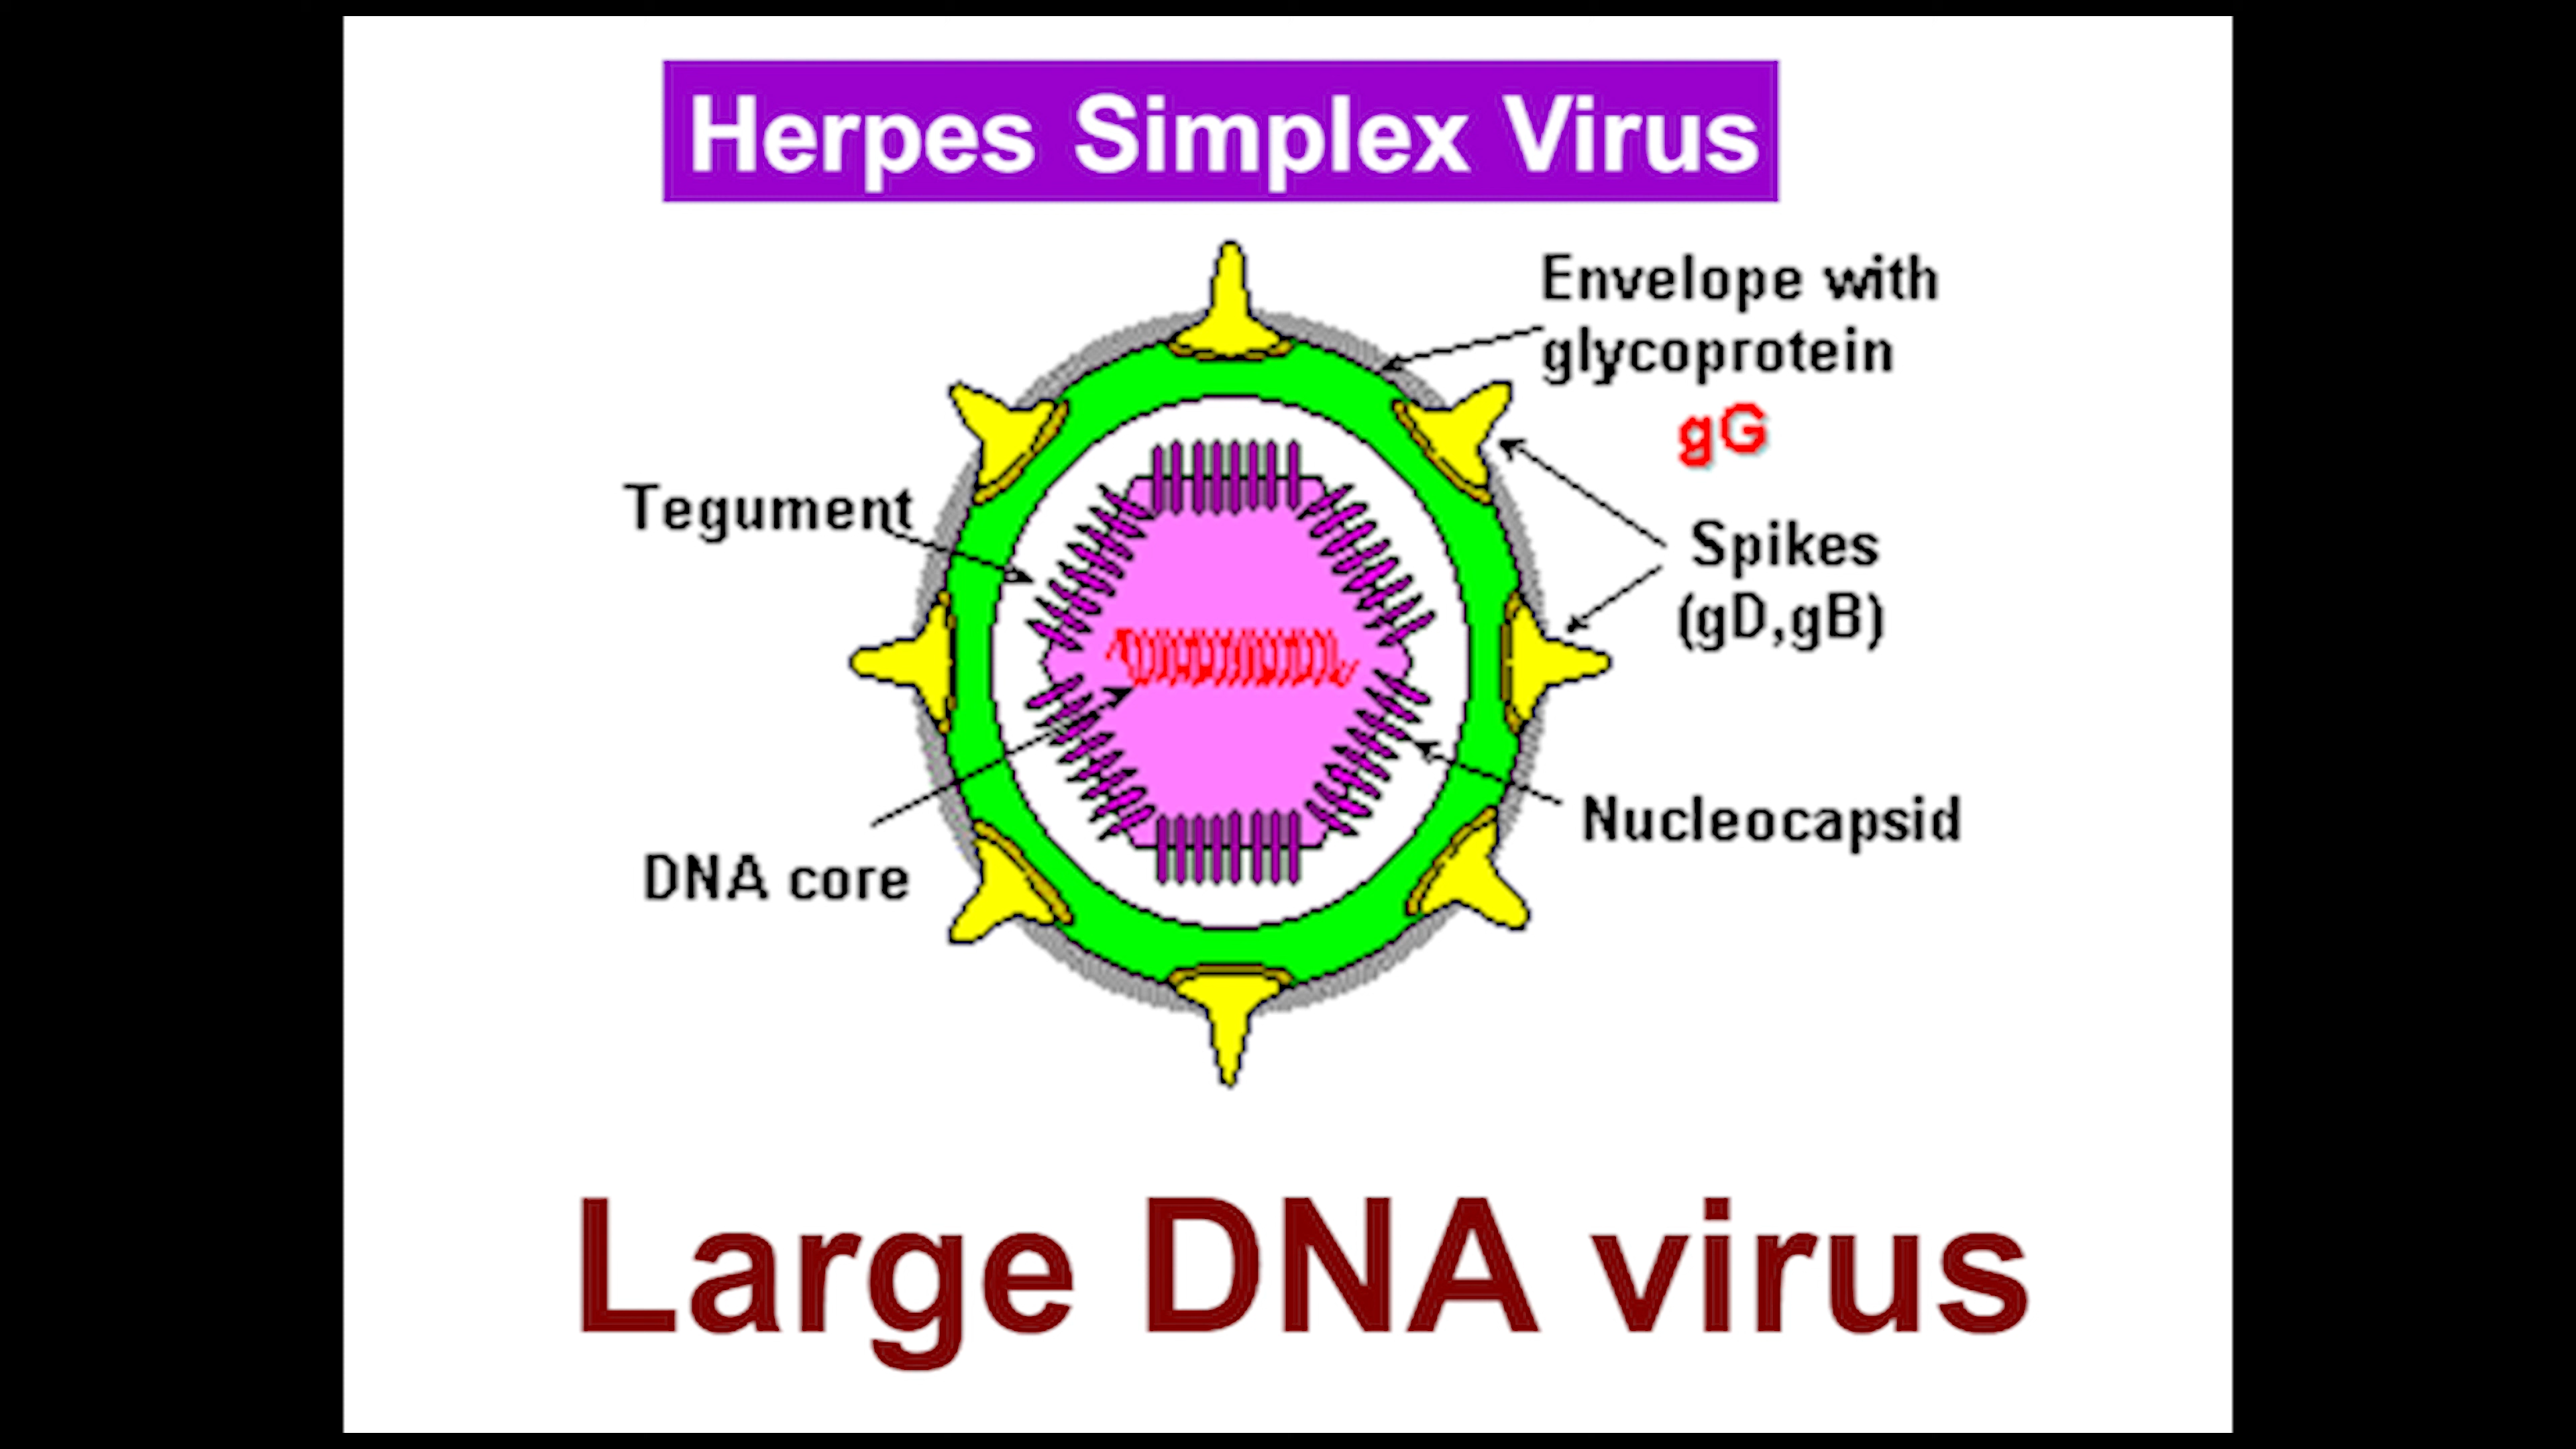 Herpes Simplex Virus
Envelope with
glycoprotein
gG
Tegument
Spikes
(gD,gB)
Nucleocapsid
DNA core
Large DNA virus